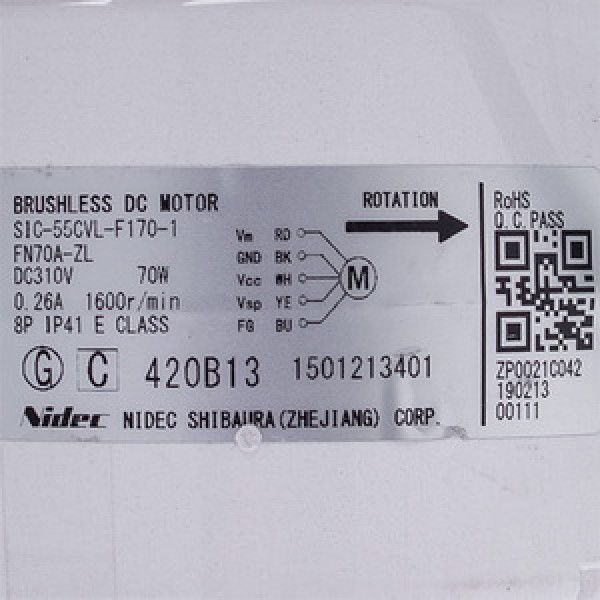 BRUSHLESS DC MOTOR
SIC-55CVL-F170-1
FN70A-ZL
DC310V 70W
0.26A 1600r/min
8P IP41 E CLASS
ROTATION
Vm RD
GND BK
Vcc WH
Vsp YE
FG BU
M
RoHS
Q.C.PASS
ZP0021C042
190213
00111
G C 420B13 1501213401
Nidec NIDEC SHIBAURA(ZHEJIANG) CORP.